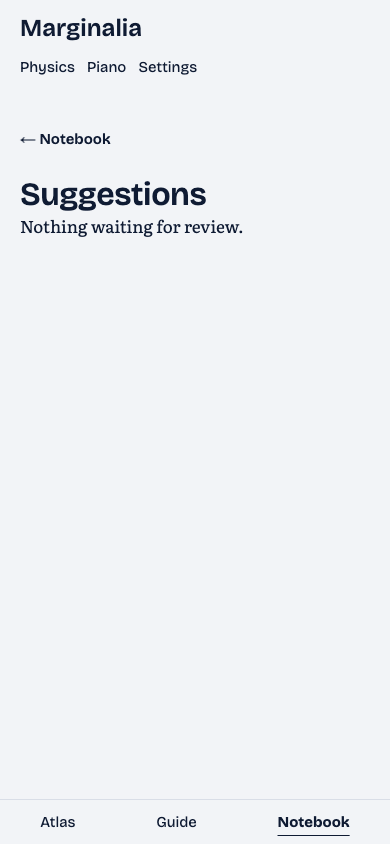 Marginalia
Physics Piano Settings
← Notebook
Suggestions
Nothing waiting for review.
Atlas Guide Notebook